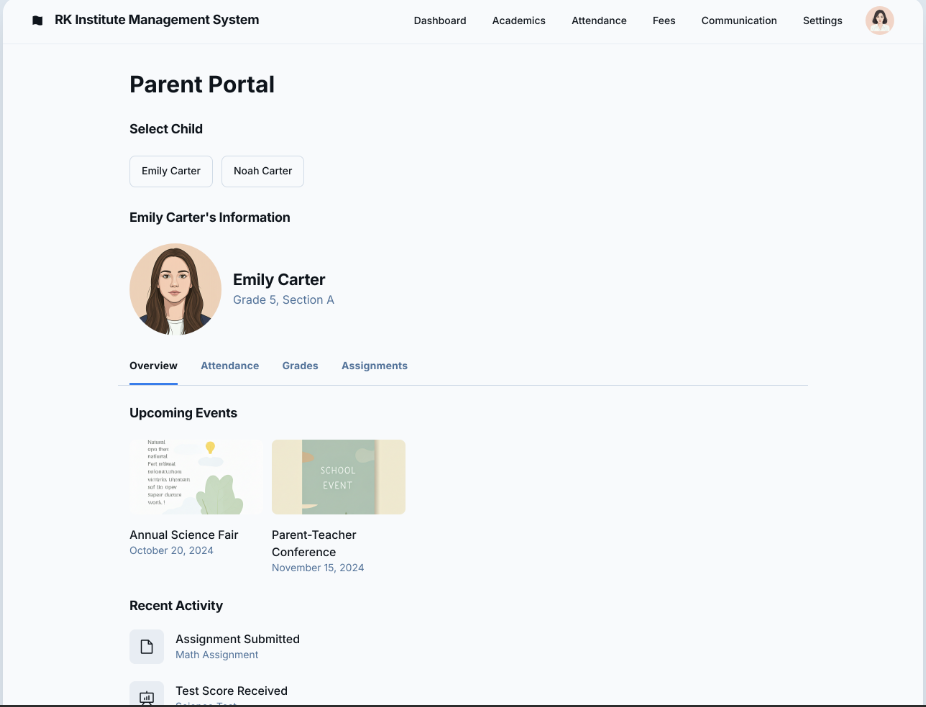 RK Institute Management System
Dashboard
Academics
Attendance
Fees
Communication
Settings
Parent Portal
Select Child
Emily Carter
Noah Carter
Emily Carter's Information
Emily Carter
Grade 5, Section A
Overview
Attendance
Grades
Assignments
Upcoming Events
SCHOOL
EVENT
Annual Science Fair
October 20, 2024
Parent-Teacher
Conference
November 15, 2024
Recent Activity
Assignment Submitted
Math Assignment
Test Score Received
Science Test